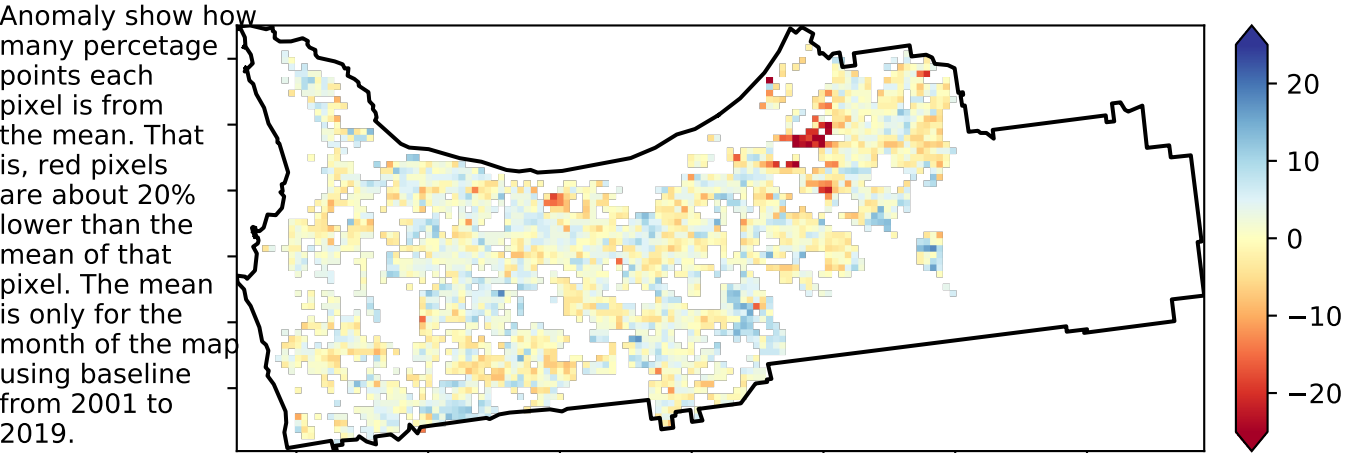 Anomaly show how
many percetage
points each
pixel is from
the mean. That
is, red pixels
are about 20%
lower than the
mean of that
pixel. The mean
is only for the
month of the map
using baseline
from 2001 to
2019.
20
10
0
−10
−20